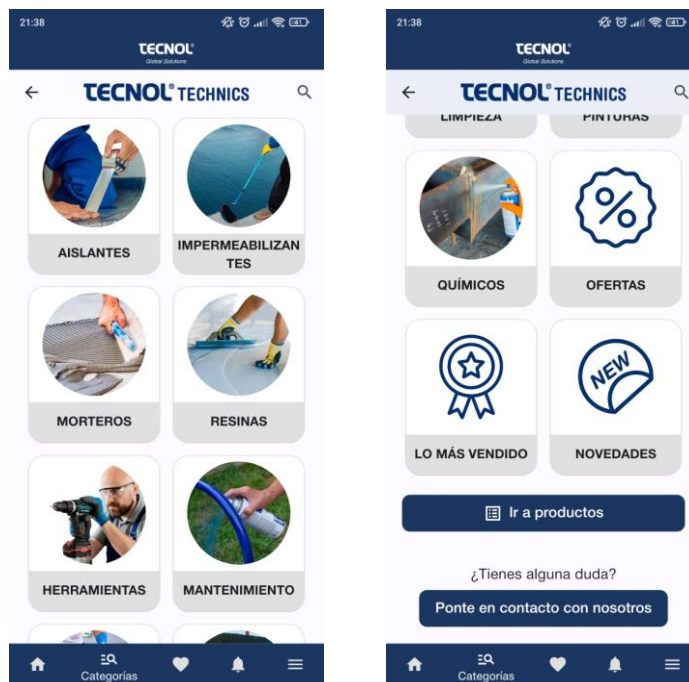 21:38
41
TECNOL®
Global Solutions
TECNOL® TECHNICS
AISLANTES
IMPERMEABILIZAN
TES
MORTEROS
RESINAS
HERRAMIENTAS
MANTENIMIENTO
Categorías
21:38
41
TECNOL®
Global Solutions
TECNOL® TECHNICS
LIMPIEZA
PINTURAS
QUÍMICOS
OFERTAS
NEW
LO MÁS VENDIDO
NOVEDADES
Ir a productos
¿Tienes alguna duda?
Ponte en contacto con nosotros
Categorías